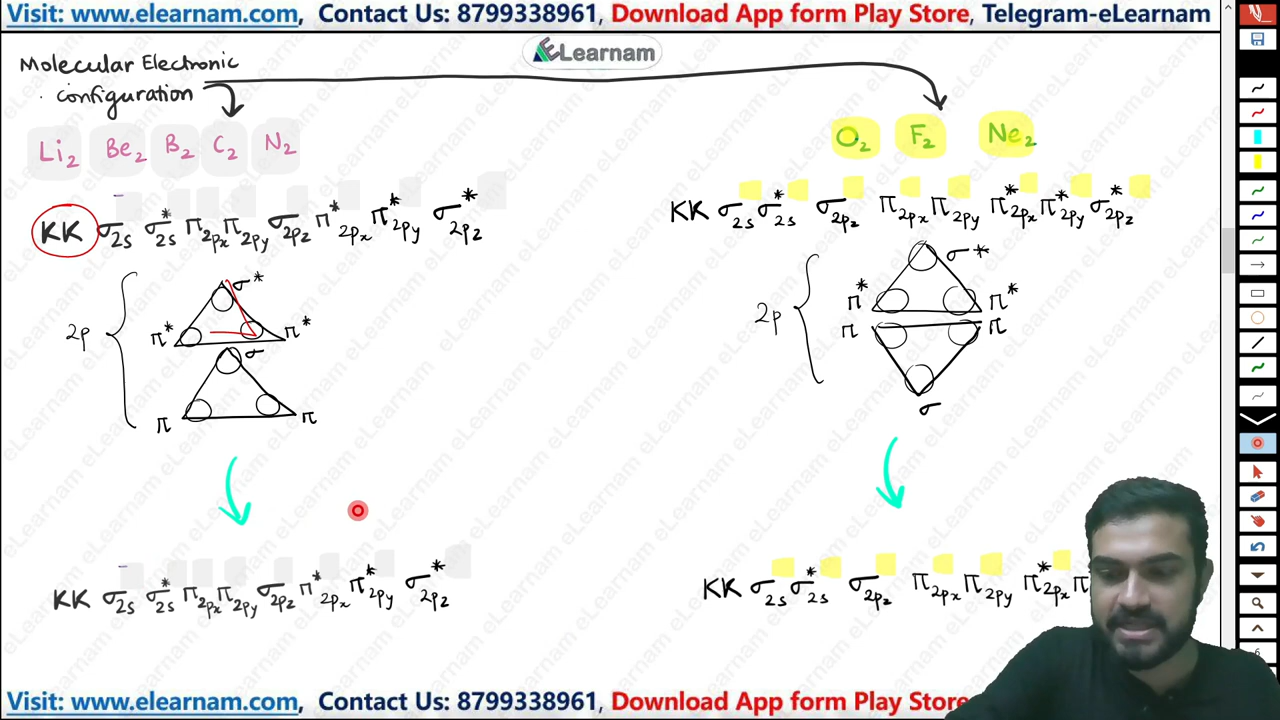 Visit: www.elearnam.com, Contact Us: 8799338961, Download App form Play Store, Telegram-eLearnam
ELearnam
Molecular Electronic
configuration
Li₂ Be₂ B₂ C₂ N₂
O₂ F₂ Ne₂
KK σ2s σ*2s π2px π2py σ2pz π*2px π*2py σ*2pz
KK σ2s σ*2s σ2pz π2px π2py π*2px π*2py σ*2pz
σ*
2p π* π*
σ
π π
σ*
π* π*
2p π π
σ
KK σ2s σ*2s π2px π2py σ2pz π*2px π*2py σ*2pz
KK σ2s σ*2s σ2pz π2px π2py π*2px
6
Visit: www.elearnam.com, Contact Us: 8799338961, Download App form Play Store